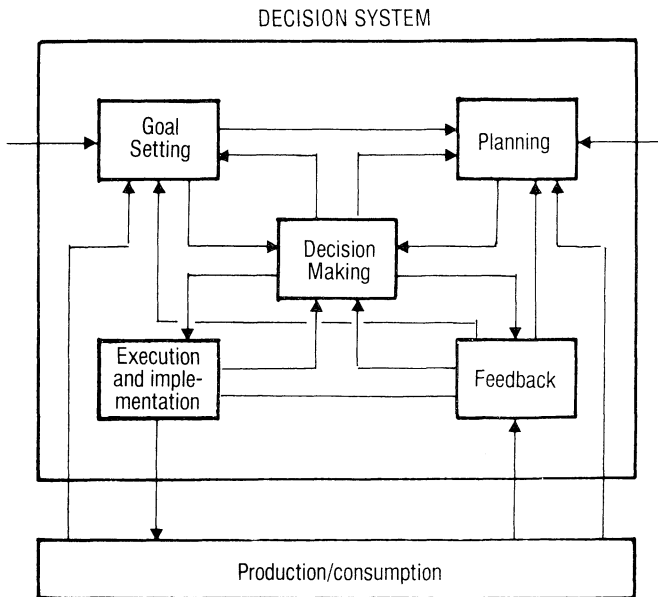 DECISION SYSTEM
Goal
Setting
Planning
Decision
Making
Execution
and imple-
mentation
Feedback
Production/consumption